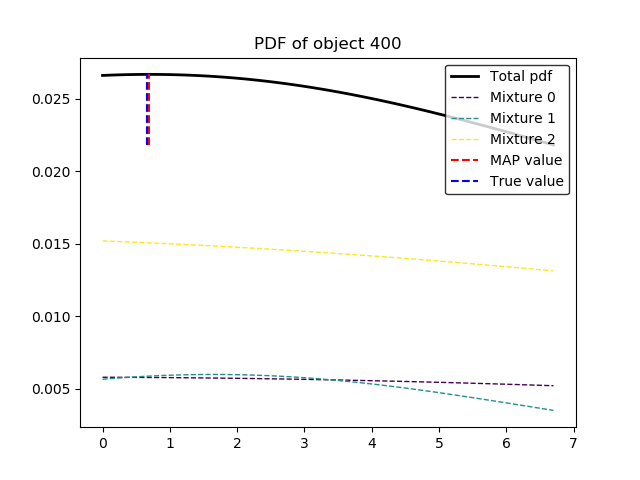 PDF of object 400
0.025
0.020
0.015
0.010
0.005
Total pdf
Mixture 0
Mixture 1
Mixture 2
MAP value
True value
0 1 2 3 4 5 6 7